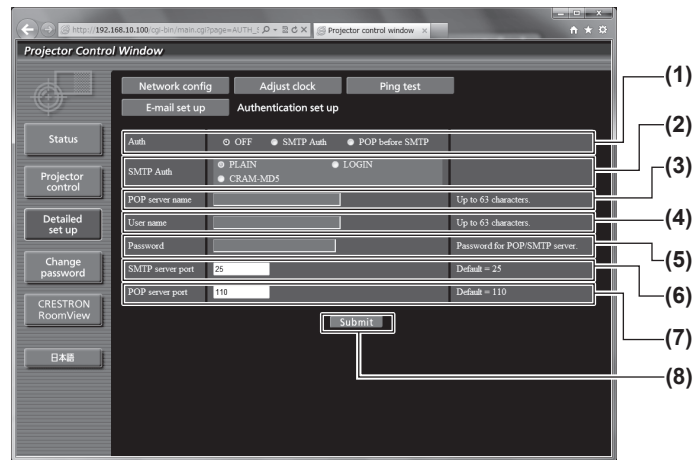 http://192.168.10.100/cgi-bin/main.cgi?page=AUTH_S
Projector control window
Projector Control Window
Network config Adjust clock Ping test
E-mail set up Authentication set up
Status
Projector control
Detailed set up
Change password
CRESTRON RoomView
日本語
Auth OFF SMTP Auth POP before SMTP
SMTP Auth PLAIN LOGIN
CRAM-MD5
POP server name Up to 63 characters.
User name Up to 63 characters.
Password Password for POP/SMTP server.
SMTP server port 25 Default = 25
POP server port 110 Default = 110
Submit
(1)
(2)
(3)
(4)
(5)
(6)
(7)
(8)